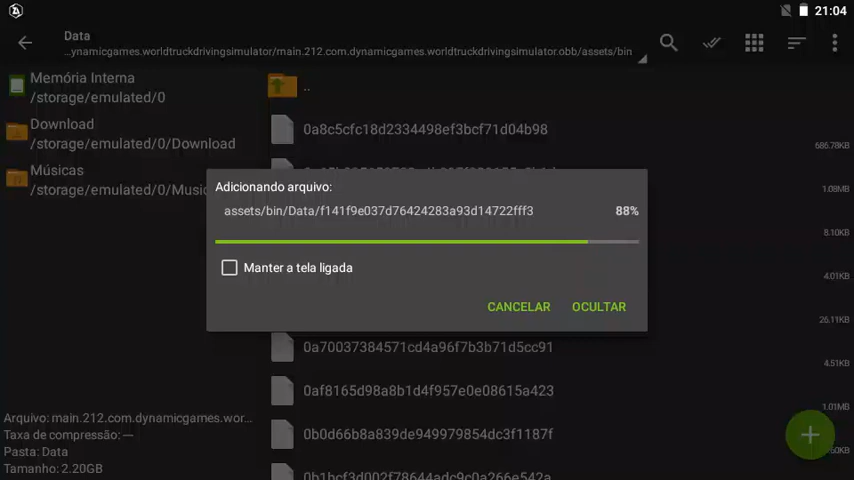 21:04
Data
...ynamicgames.worldtruckdrivingsimulator/main.212.com.dynamicgames.worldtruckdrivingsimulator.obb/assets/bin
Memória Interna
/storage/emulated/0
Download
/storage/emulated/0/Download
Músicas
/storage/emulated/0/Music
..
0a8c5cfc18d2334498ef3bcf71d04b98
686.78KB
1.08MB
Adicionando arquivo:
assets/bin/Data/f141f9e037d76424283a93d14722fff3
88%
8.10KB
Manter a tela ligada
4.01KB
CANCELAR
OCULTAR
26.11KB
0a70037384571cd4a96f7b3b71d5cc91
4.51KB
0af8165d98a8b1d4f957e0e08615a423
1.01MB
0b0d66b8a839de949979854dc3f1187f
0b1bcf3d002f78644adc9c0a266e542a
Arquivo: main.212.com.dynamicgames.wor...
Taxa de compressão: —
Pasta: Data
Tamanho: 2.20GB